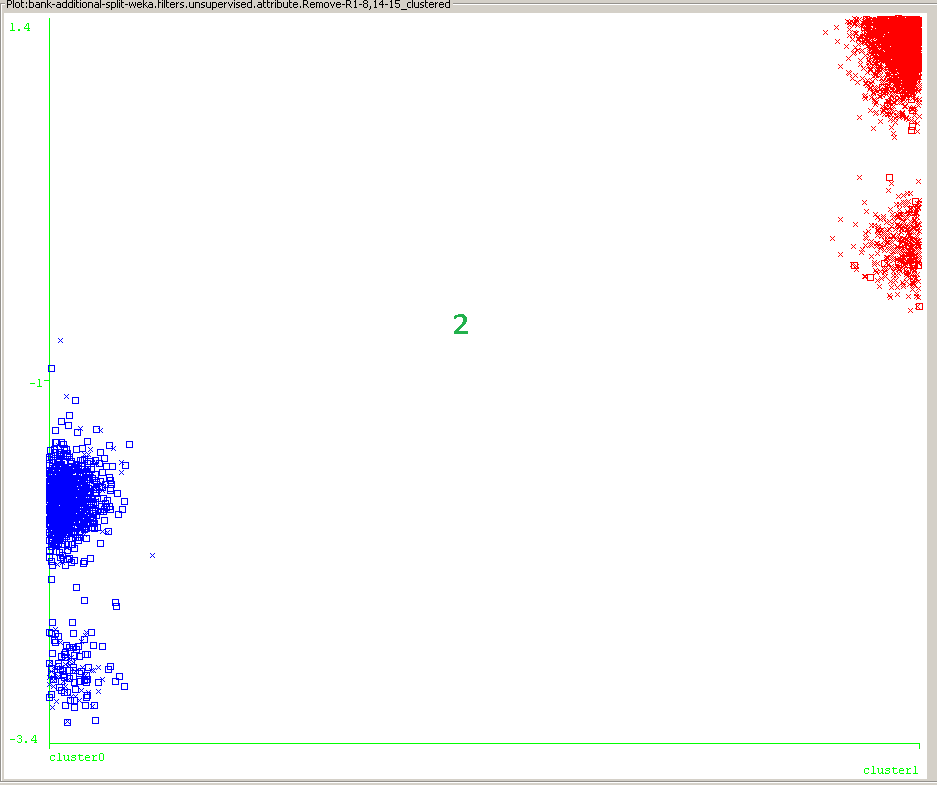 Plot:bank-additional-split-weka.filters.unsupervised.attribute.Remove-R1-8,14-15_clustered
1.4
2
-1
-3.4
cluster0
cluster1